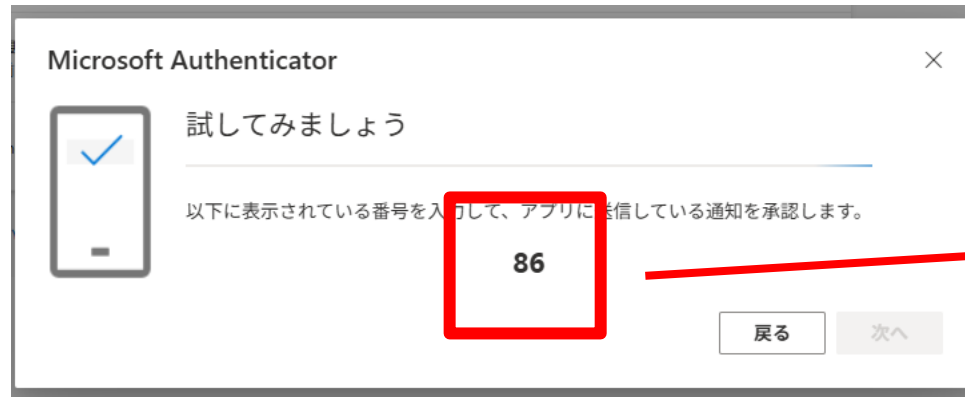 Microsoft Authenticator
試してみましょう
以下に表示されている番号を入力して、アプリに送信している通知を承認します。
86
戻る
次へ